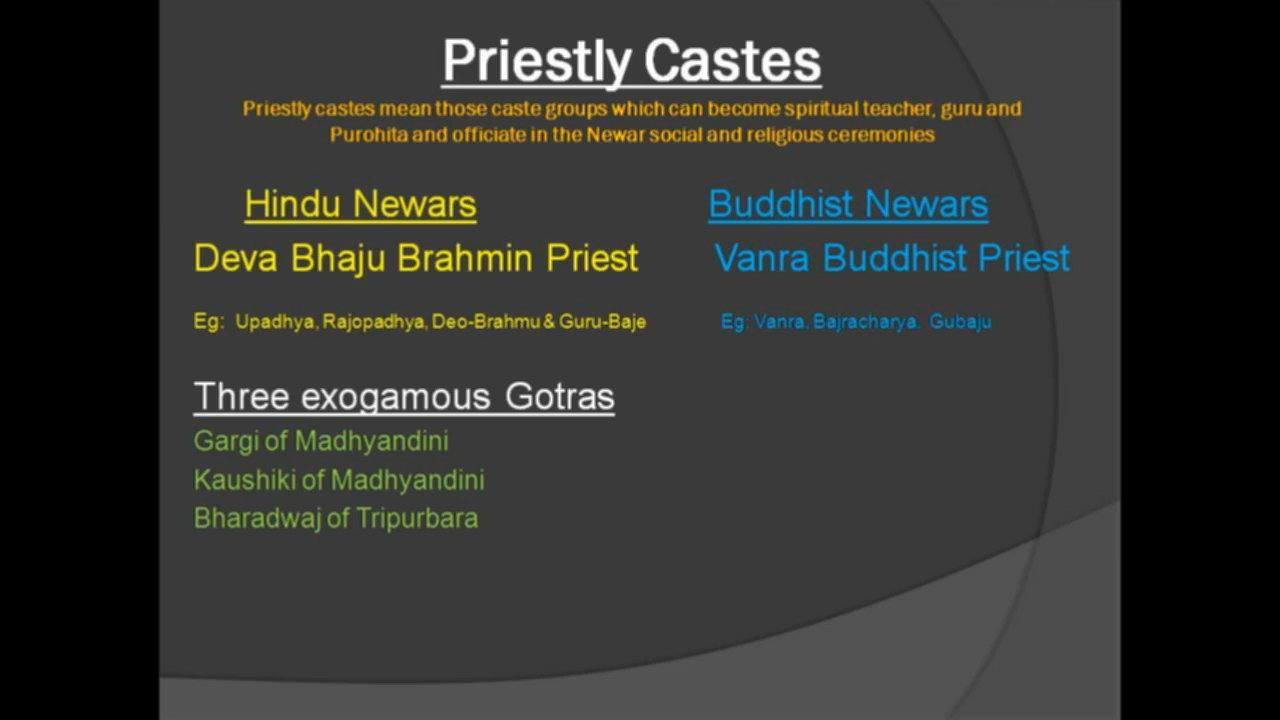 Priestly Castes
Priestly castes mean those caste groups which can become spiritual teacher, guru and
Purohita and officiate in the Newar social and religious ceremonies
Hindu Newars
Deva Bhaju Brahmin Priest
Eg: Upadhya, Rajopadhya, Deo-Brahmu & Guru-Baje
Buddhist Newars
Vanra Buddhist Priest
Eg: Vanra, Bajracharya. Gubaju
Three exogamous Gotras
Gargi of Madhyandini
Kaushiki of Madhyandini
Bharadwaj of Tripurbara